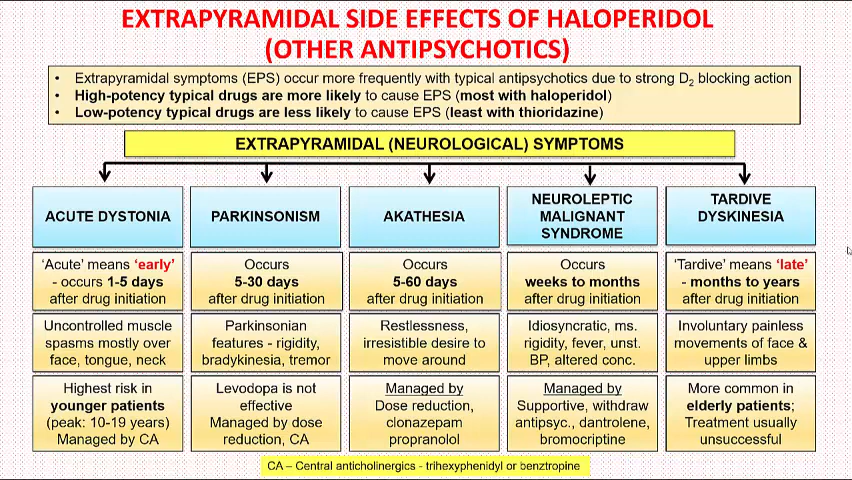 EXTRAPYRAMIDAL SIDE EFFECTS OF HALOPERIDOL
(OTHER ANTIPSYCHOTICS)
• Extrapyramidal symptoms (EPS) occur more frequently with typical antipsychotics due to strong D2 blocking action
• High-potency typical drugs are more likely to cause EPS (most with haloperidol)
• Low-potency typical drugs are less likely to cause EPS (least with thioridazine)
EXTRAPYRAMIDAL (NEUROLOGICAL) SYMPTOMS
ACUTE DYSTONIA
'Acute' means 'early'
- occurs 1-5 days
after drug initiation
Uncontrolled muscle
spasms mostly over
face, tongue, neck
Highest risk in
younger patients
(peak: 10-19 years)
Managed by CA
PARKINSONISM
Occurs
5-30 days
after drug initiation
Parkinsonian
features - rigidity,
bradykinesia, tremor
Levodopa is not
effective
Managed by dose
reduction, CA
AKATHESIA
Occurs
5-60 days
after drug initiation
Restlessness,
irresistible desire to
move around
Managed by
Dose reduction,
clonazepam
propranolol
NEUROLEPTIC
MALIGNANT
SYNDROME
Occurs
weeks to months
after drug initiation
Idiosyncratic, ms.
rigidity, fever, unst.
BP, altered conc.
Managed by
Supportive, withdraw
antipsyc., dantrolene,
bromocriptine
TARDIVE
DYSKINESIA
'Tardive' means 'late'
- months to years
after drug initiation
Involuntary painless
movements of face &
upper limbs
More common in
elderly patients;
Treatment usually
unsuccessful
CA – Central anticholinergics - trihexyphenidyl or benztropine